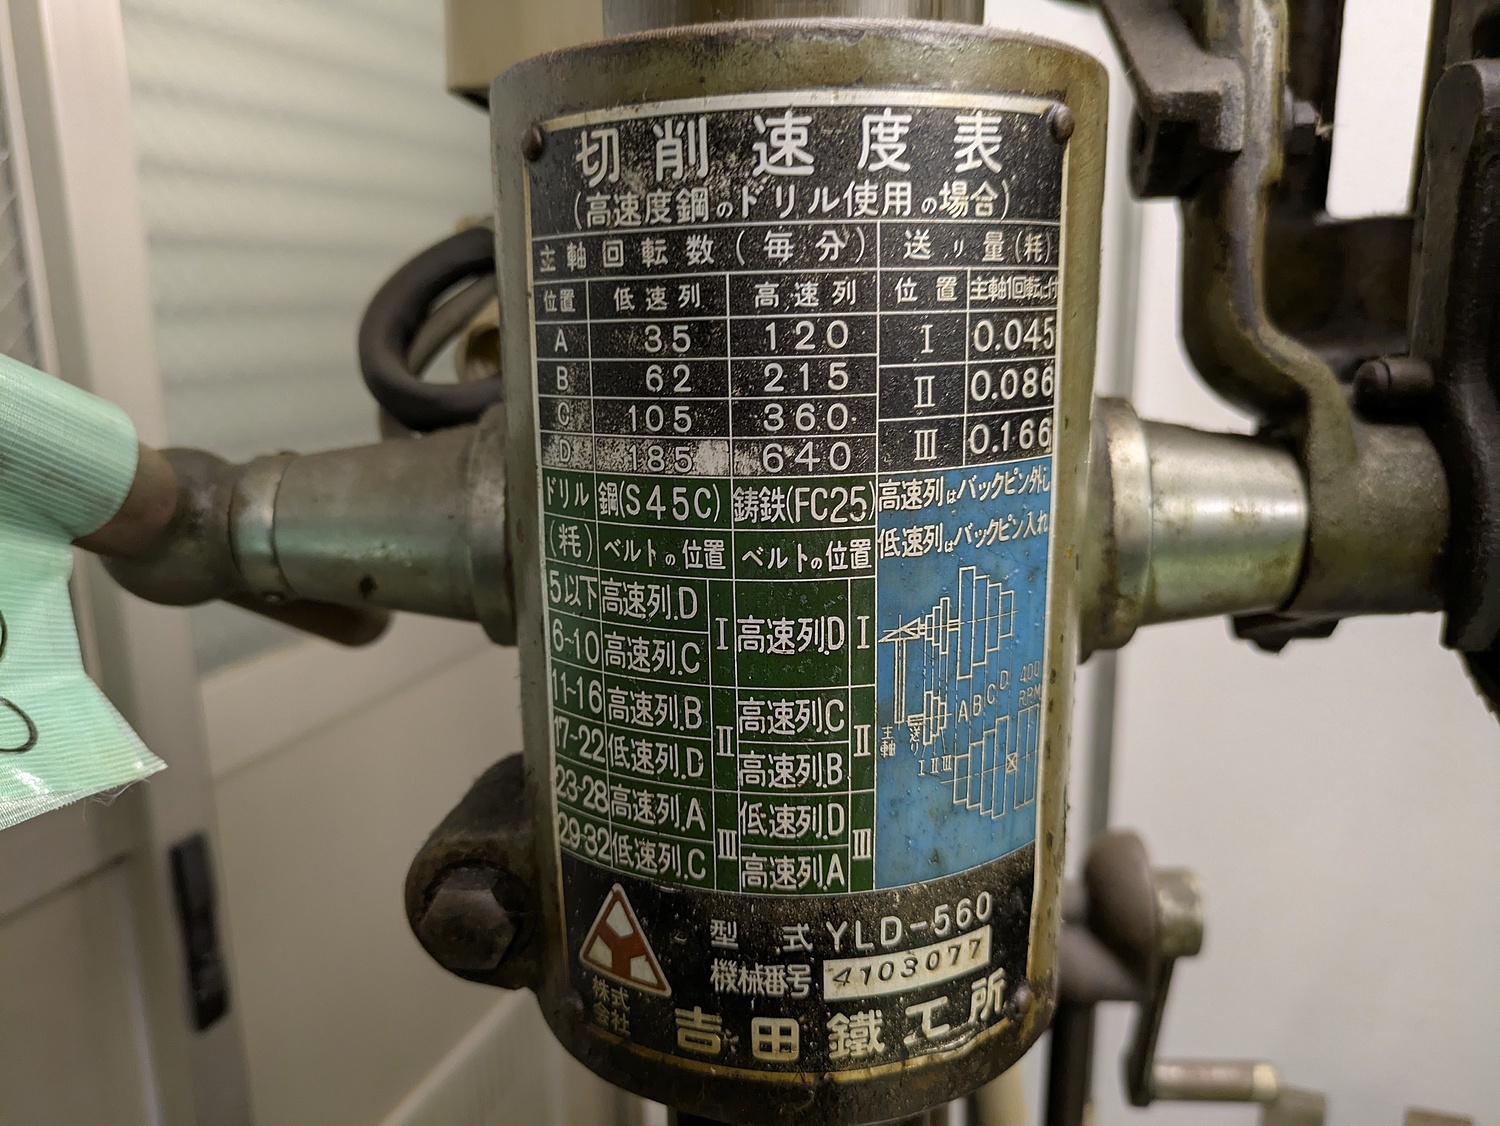 切削速度表
(高速度鋼のドリル使用の場合)
主軸回転数(毎分) 送り量(粍)
位置 低速列 高速列 位置 主軸1回転に付
A 35 120 I 0.045
B 62 215 II 0.086
C 105 360 III 0.166
D 185 640
ドリル 鋼(S45C) 鋳鉄(FC25) 高速列はバックピン外し
(粍) ベルトの位置 ベルトの位置 低速列はバックピン入れ
5以下 高速列.D I 高速列D I
6~10 高速列.C
11~16 高速列.B II 高速列C II
17~22 低速列.D 高速列.B
23~28 高速列.A III 低速列.D III
29~32 低速列.C 高速列.A
A B C D 400 RPM
主軸 送り I II III
型式 YLD-560
機械番号 4103077
株式会社 吉田鐵工所